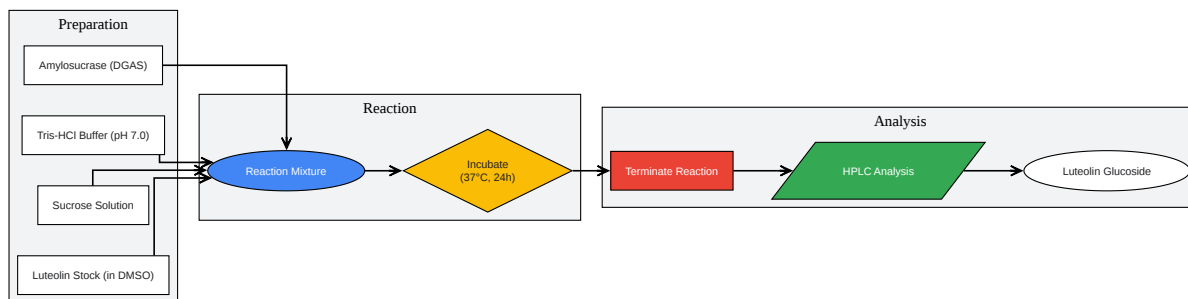 Preparation
Amylosucrase (DGAS)
Tris-HCl Buffer (pH 7.0)
Sucrose Solution
Luteolin Stock (in DMSO)
Reaction
Reaction Mixture
Incubate
(37°C, 24h)
Analysis
Terminate Reaction
HPLC Analysis
Luteolin Glucoside